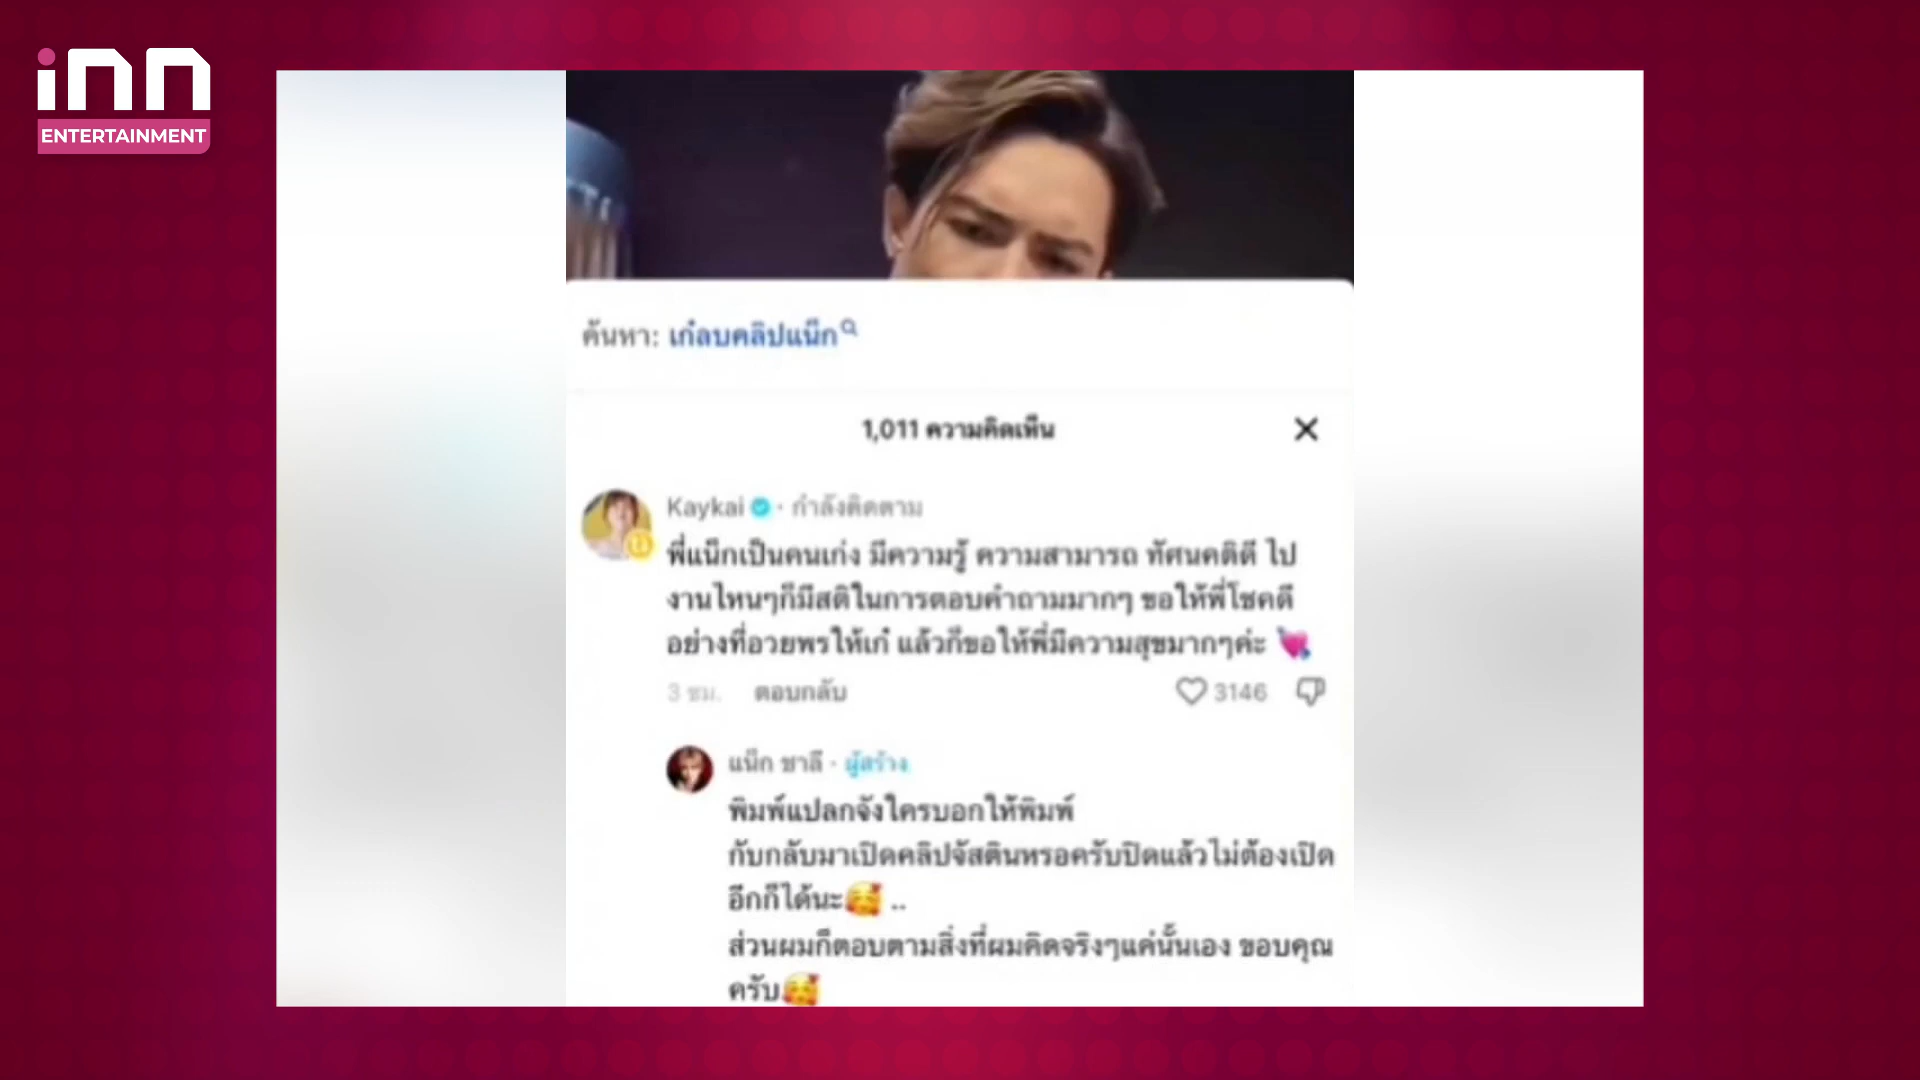 inn
ENTERTAINMENT
ค้นหา: เก๋ลบคลิปแน็ก
1,011 ความคิดเห็น
Kaykai · กำลังติดตาม
พี่แน็กเป็นคนเก่ง มีความรู้ ความสามารถ ทัศนคติดี ไป
งานไหนๆก็มีสติในการตอบคำถามมากๆ ขอให้พี่โชคดี
อย่างที่อวยพรให้เก๋ แล้วก็ขอให้พี่มีความสุขมากๆค่ะ 💘
3 ชม. ตอบกลับ 3146
แน็ก ชาลี · ผู้สร้าง
พิมพ์แปลกจังใครบอกให้พิมพ์
กับกลับมาเปิดคลิปจัสตินหรอครับปิดแล้วไม่ต้องเปิด
อีกก็ได้นะ🥰 ..
ส่วนผมก็ตอบตามสิ่งที่ผมคิดจริงๆแค่นั้นเอง ขอบคุณ
ครับ🥰